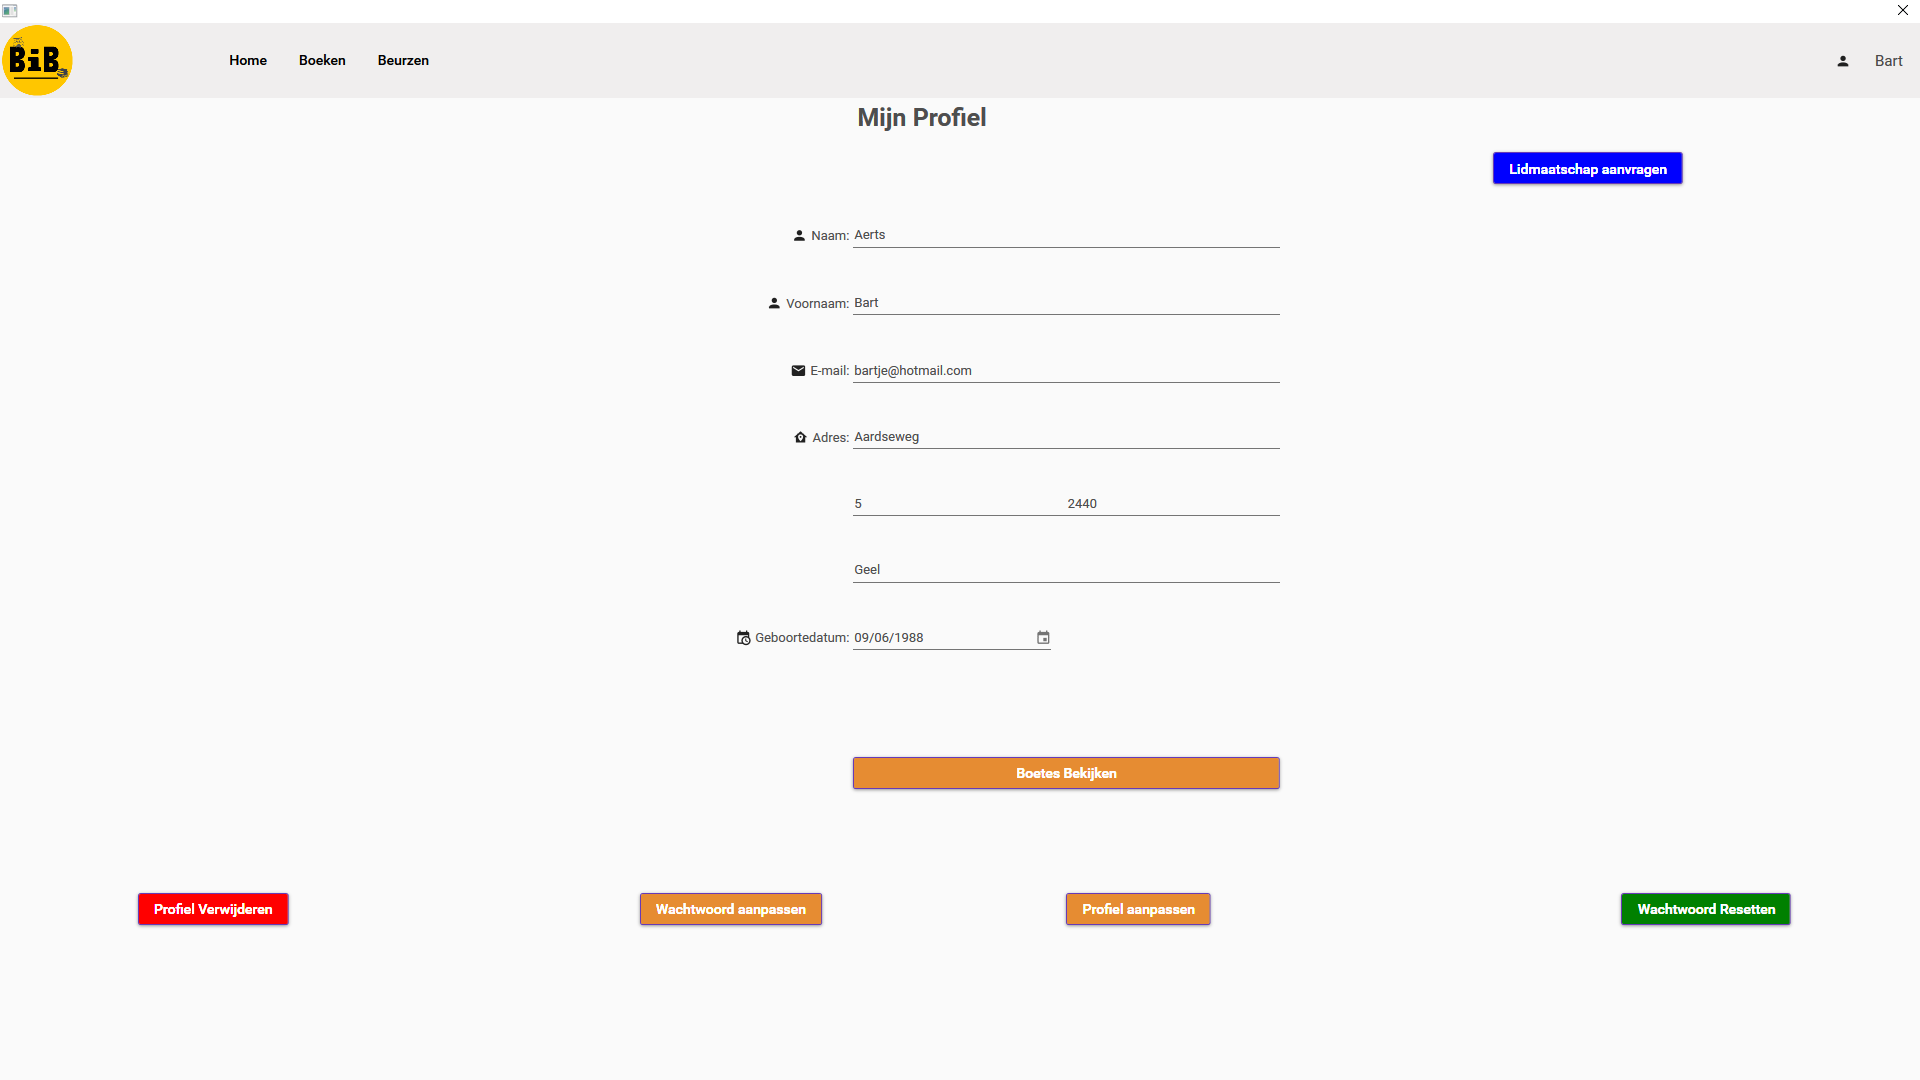 BiB
Home Boeken Beurzen
Bart
Mijn Profiel
Lidmaatschap aanvragen
Naam: Aerts
Voornaam: Bart
E-mail: bartje@hotmail.com
Adres: Aardseweg
5 2440
Geel
Geboortedatum: 09/06/1988
Boetes Bekijken
Profiel Verwijderen Wachtwoord aanpassen Profiel aanpassen Wachtwoord Resetten